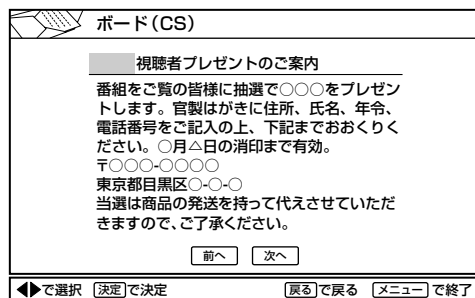 ボード（CS）
視聴者プレゼントのご案内
番組をご覧の皆様に抽選で○○○をプレゼン
トします。官製はがきに住所、氏名、年令、
電話番号をご記入の上、下記までおおくりく
ださい。○月△日の消印まで有効。
〒○○○-○○○○
東京都目黒区○-○-○
当選は商品の発送を持って代えさせていただ
きますので、ご了承ください。
前へ 次へ
◀▶で選択 決定で決定 戻るで戻る メニューで終了